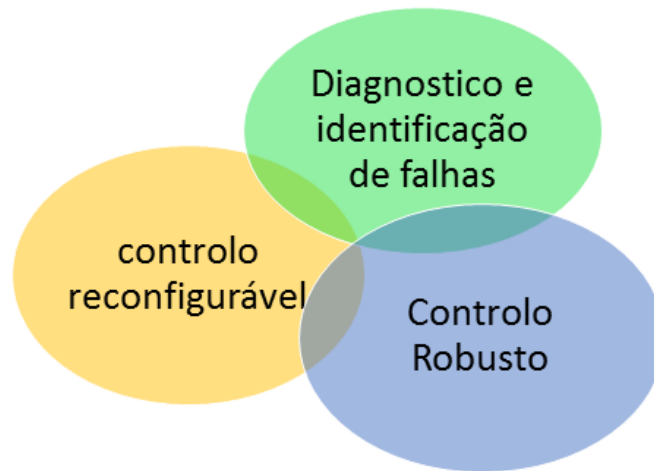 Diagnostico e
identificação
de falhas
controlo
reconfigurável
Controlo
Robusto